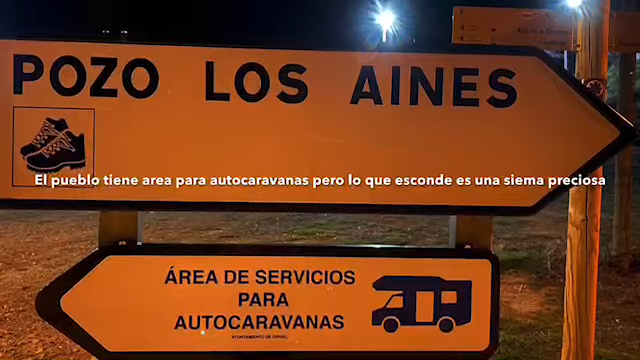 POZO LOS AINES
El pueblo tiene area para autocaravanas pero lo que esconde es una siema preciosa
ÁREA DE SERVICIOS
PARA
AUTOCARAVANAS